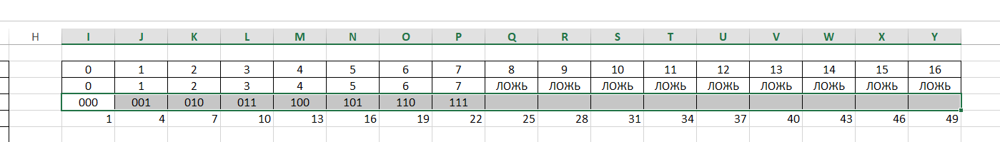 H I J K L M N O P Q R S T U V W X Y
0 1 2 3 4 5 6 7 8 9 10 11 12 13 14 15 16
0 1 2 3 4 5 6 7 ЛОЖЬ ЛОЖЬ ЛОЖЬ ЛОЖЬ ЛОЖЬ ЛОЖЬ ЛОЖЬ ЛОЖЬ ЛОЖЬ
000 001 010 011 100 101 110 111
1 4 7 10 13 16 19 22 25 28 31 34 37 40 43 46 49